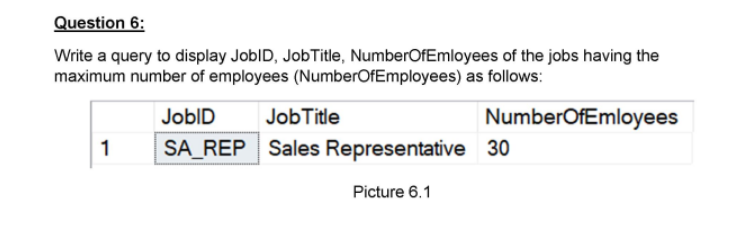 Question 6:
Write a query to display JobID, JobTitle, NumberOfEmloyees of the jobs having the
maximum number of employees (NumberOfEmployees) as follows:
JobID JobTitle NumberOfEmloyees
1 SA_REP Sales Representative 30
Picture 6.1